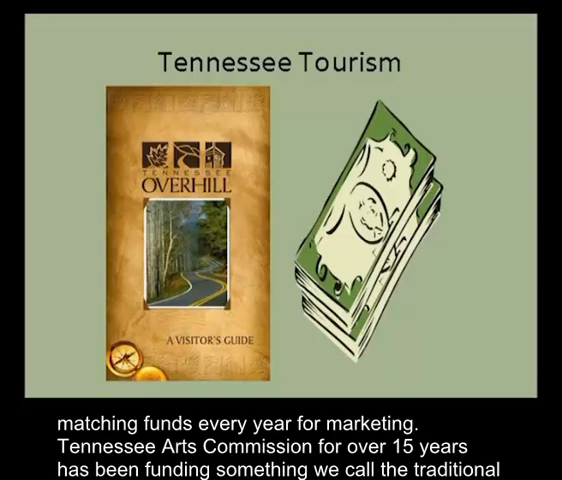 Tennessee Tourism
TENNESSEE
OVERHILL
A VISITOR'S GUIDE
matching funds every year for marketing.
Tennessee Arts Commission for over 15 years
has been funding something we call the traditional